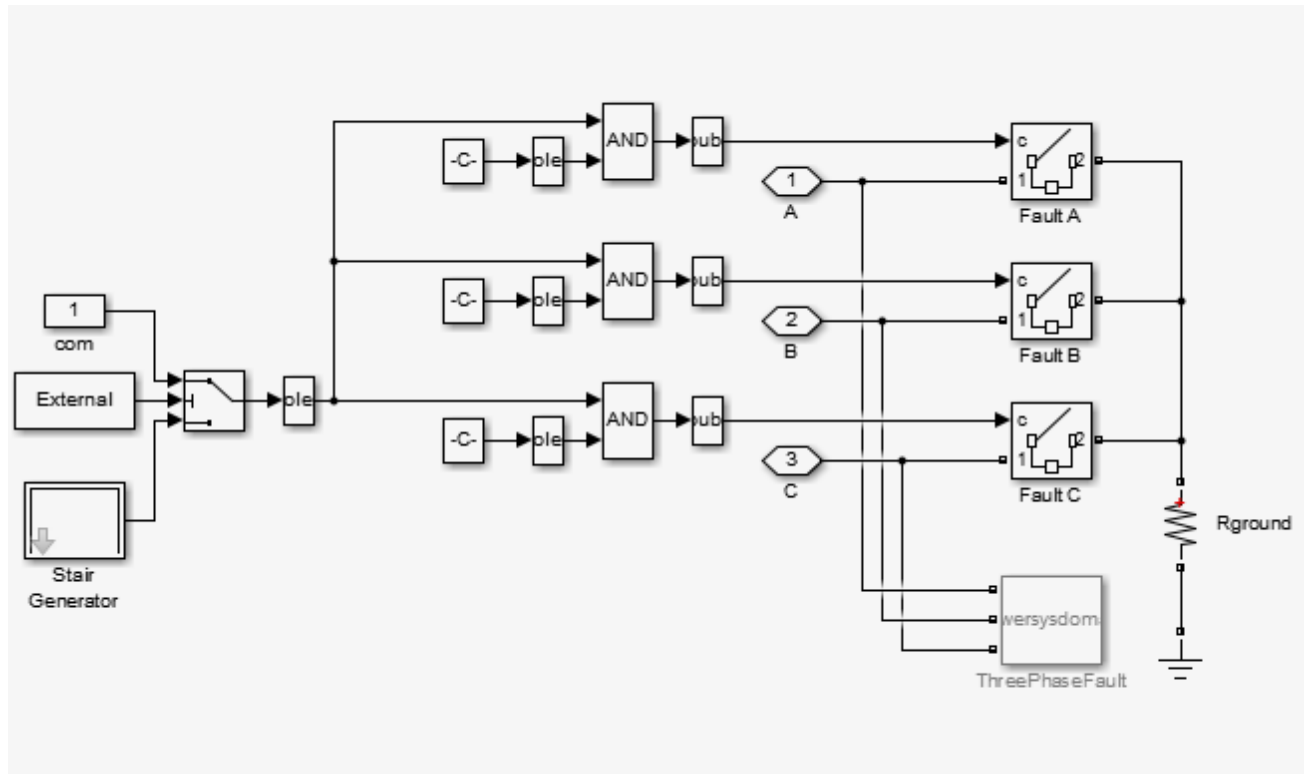 AND
-C-
ole
ub
c
1
2
Fault A
1
A
AND
-C-
ole
ub
c
1
2
Fault B
2
B
1
com
External
ole
AND
-C-
ole
ub
c
1
2
Fault C
3
C
Stair
Generator
Rground
wersysdom
ThreePhaseFault